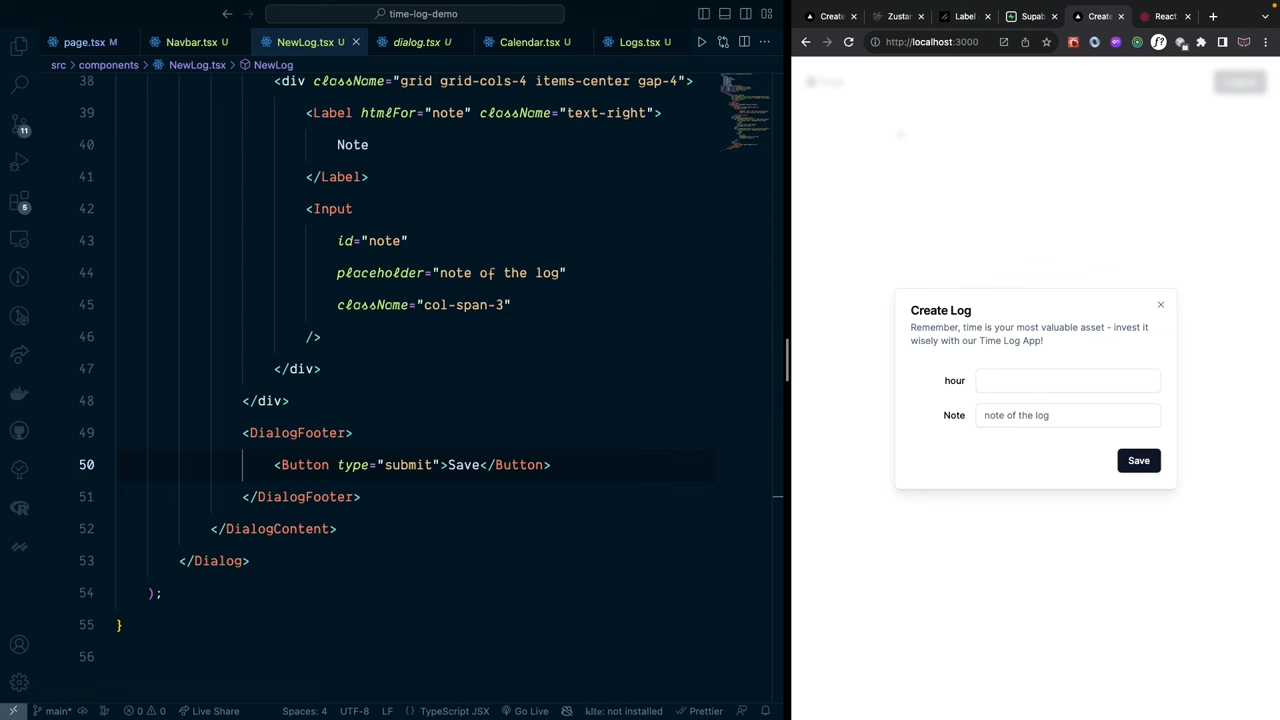 time-log-demo
page.tsx M
Navbar.tsx U
NewLog.tsx U
dialog.tsx U
Calendar.tsx U
Logs.tsx U
src > components > NewLog.tsx > NewLog
38 <div className="grid grid-cols-4 items-center gap-4">
39 <Label htmlFor="note" className="text-right">
40 Note
41 </Label>
42 <Input
43 id="note"
44 placeholder="note of the log"
45 className="col-span-3"
46 />
47 </div>
48 </div>
49 <DialogFooter>
50 <Button type="submit">Save</Button>
51 </DialogFooter>
52 </DialogContent>
53 </Dialog>
54 );
55 }
56
11
5
main*
0 0
Live Share
Spaces: 4
UTF-8
LF
{} TypeScript JSX
Go Live
kite: not installed
Prettier
Create
Zustar
Label
Supab
Create
React
http://localhost:3000
Create Log
Remember, time is your most valuable asset - invest it
wisely with our Time Log App!
hour
Note
note of the log
Save